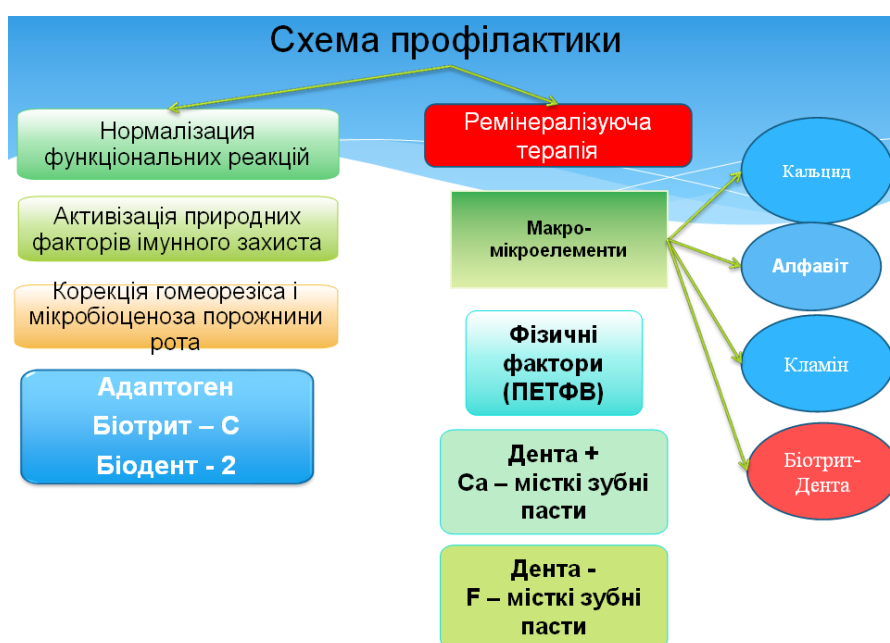 Схема профілактики
Нормалізация
функціональних реакцій
Активізація природних
факторів імунного захиста
Корекція гомеорезіса і
мікробіоценоза порожнини
рота
Адаптоген
Біотрит – С
Біодент - 2
Ремінералізуюча
терапія
Макро-
мікроелементи
Фізичні
фактори
(ПЕТФВ)
Дента +
Са – місткі зубні
пасти
Дента -
F – місткі зубні
пасти
Кальцид
Алфавіт
Кламін
Біотрит-
Дента